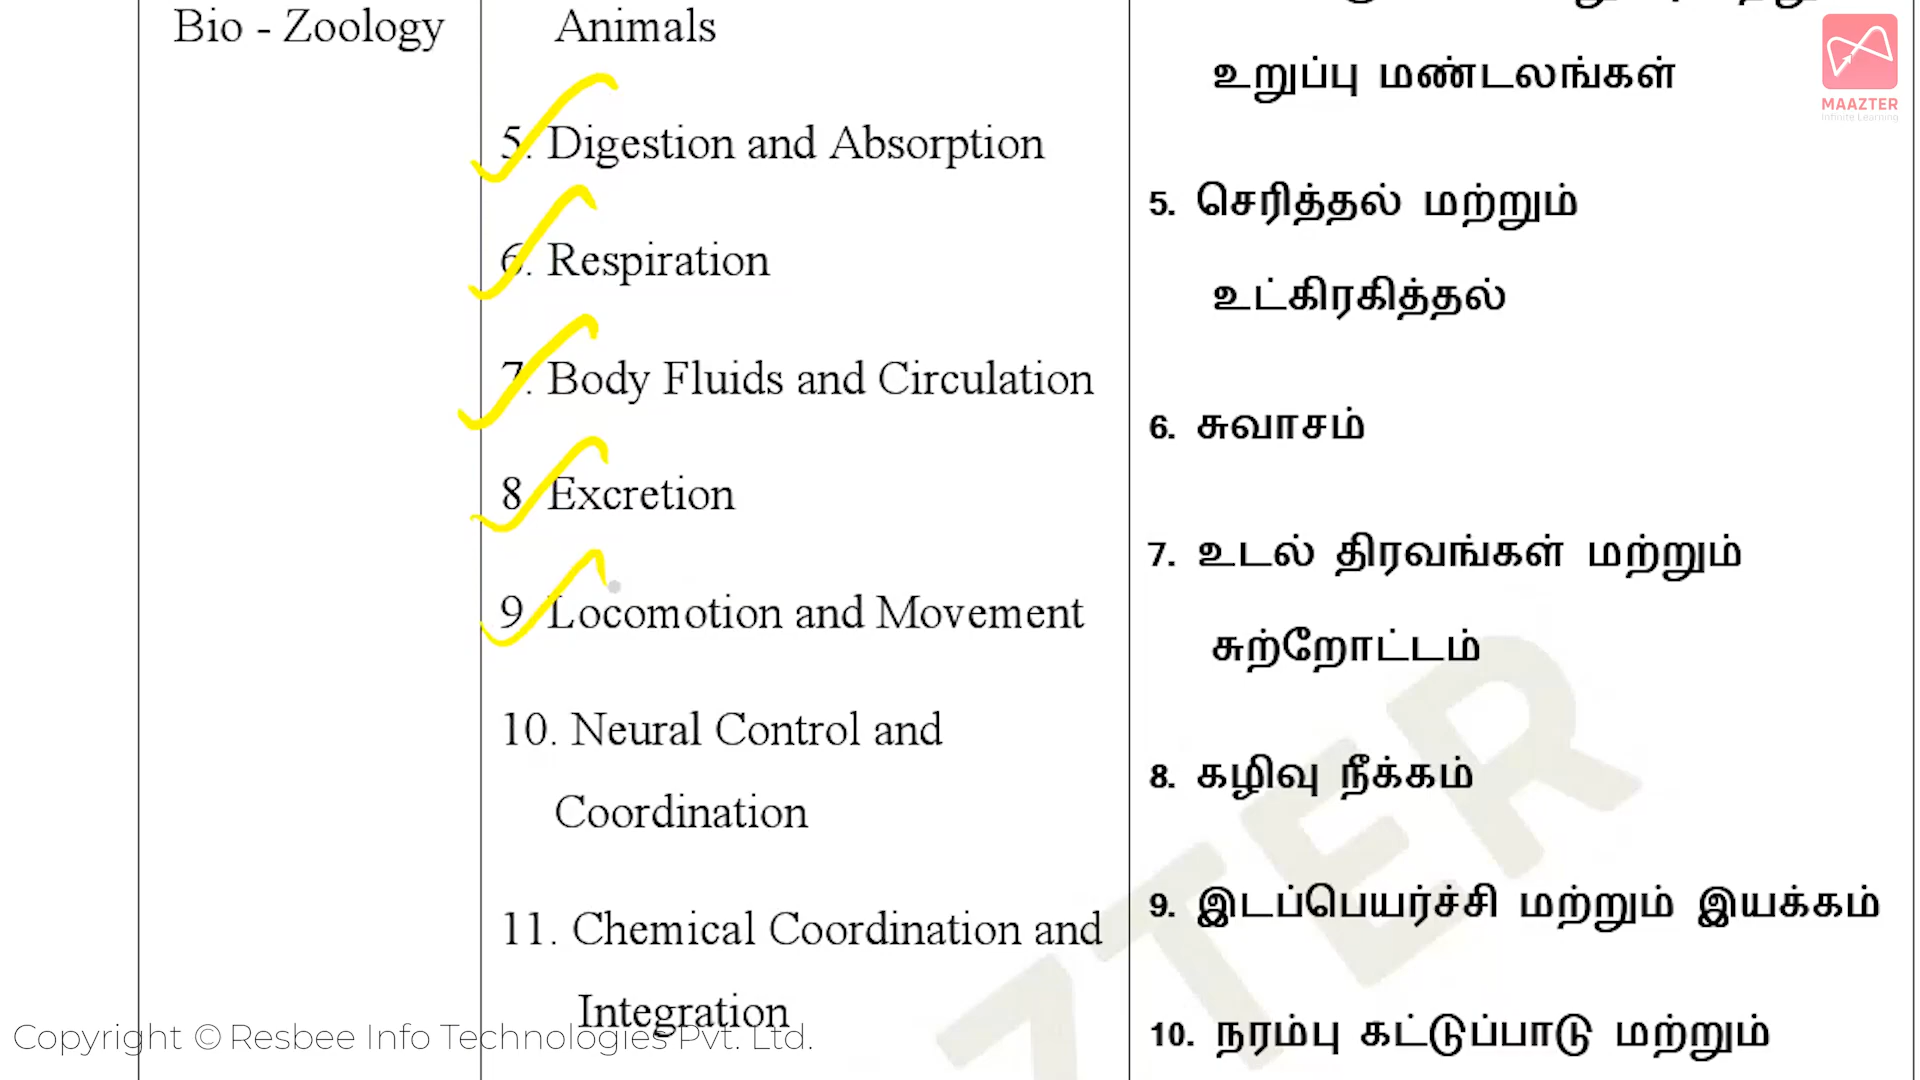 Bio - Zoology
Animals
5. Digestion and Absorption
6. Respiration
7. Body Fluids and Circulation
8 Excretion
9 Locomotion and Movement
10. Neural Control and
Coordination
11. Chemical Coordination and
Integration
உறுப்பு மண்டலங்கள்
5. செரித்தல் மற்றும்
உட்கிரகித்தல்
6. சுவாசம்
7. உடல் திரவங்கள் மற்றும்
சுற்றோட்டம்
8. கழிவு நீக்கம்
9. இடப்பெயர்ச்சி மற்றும் இயக்கம்
10. நரம்பு கட்டுப்பாடு மற்றும்
MAAZTER
Infinite Learning
ZTER
Copyright © Resbee Info Technologies Pvt. Ltd.